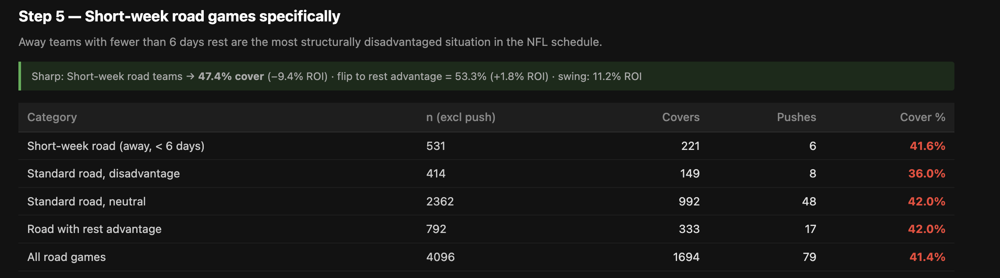 Step 5 — Short-week road games specifically
Away teams with fewer than 6 days rest are the most structurally disadvantaged situation in the NFL schedule.
Sharp: Short-week road teams → 47.4% cover (−9.4% ROI) · flip to rest advantage = 53.3% (+1.8% ROI) · swing: 11.2% ROI
Category n (excl push) Covers Pushes Cover %
Short-week road (away, < 6 days) 531 221 6 41.6%
Standard road, disadvantage 414 149 8 36.0%
Standard road, neutral 2362 992 48 42.0%
Road with rest advantage 792 333 17 42.0%
All road games 4096 1694 79 41.4%